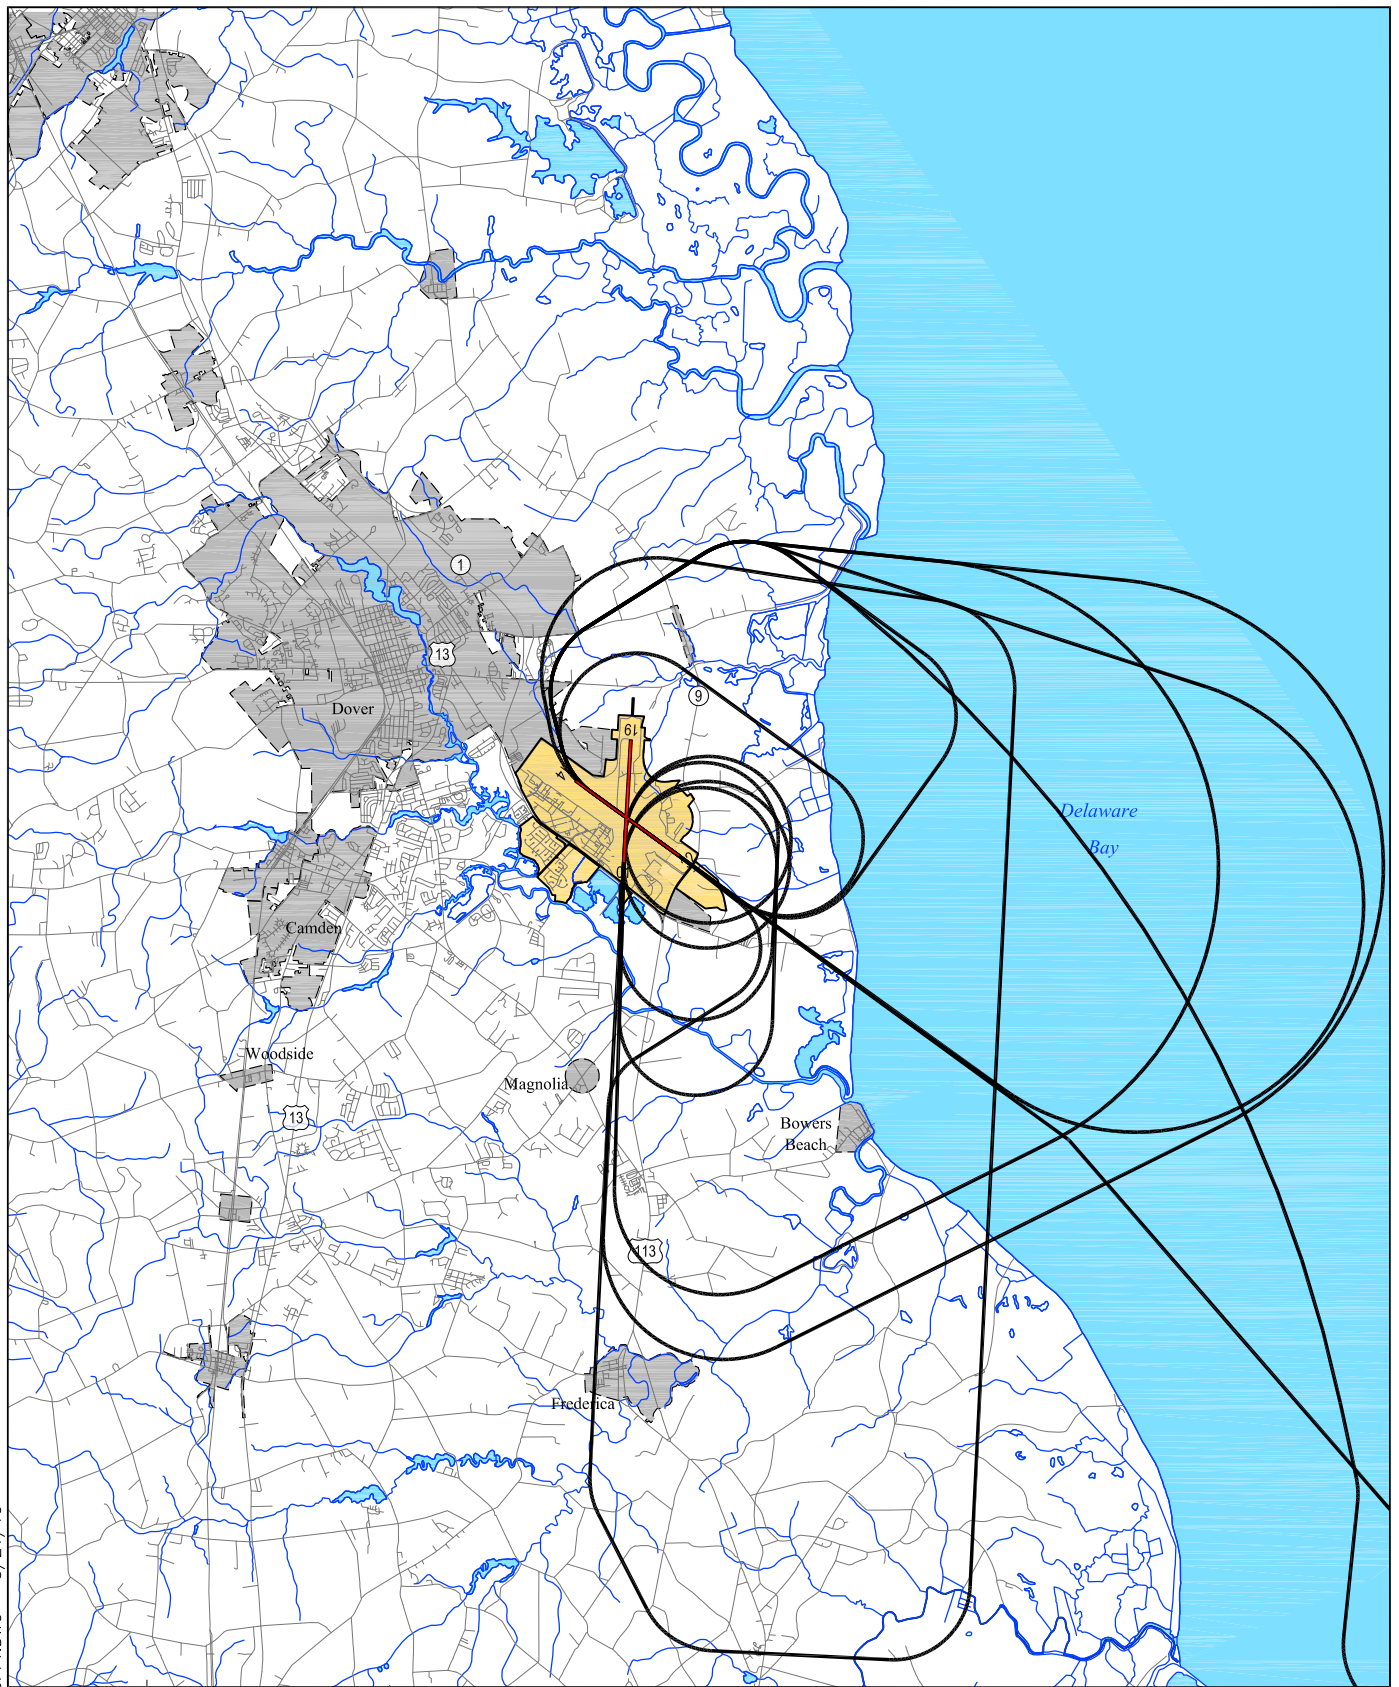 1
13
9
Dover
19
Delaware
Bay
Camden
Woodside
Magnolia
13
Bowers
Beach
113
Frederica